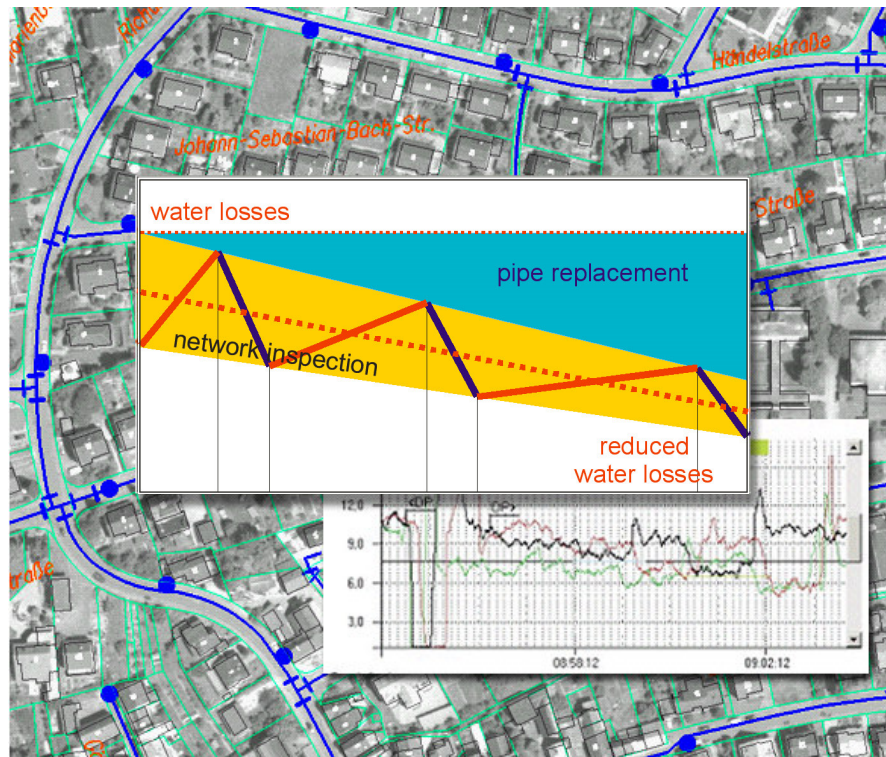 Händelstraße
Johann-Sebastian-Bach-Str.
Straße
water losses
pipe replacement
network inspection
reduced
water losses
12,0
9,0
6,0
3,0
08:58:12
09:02:12